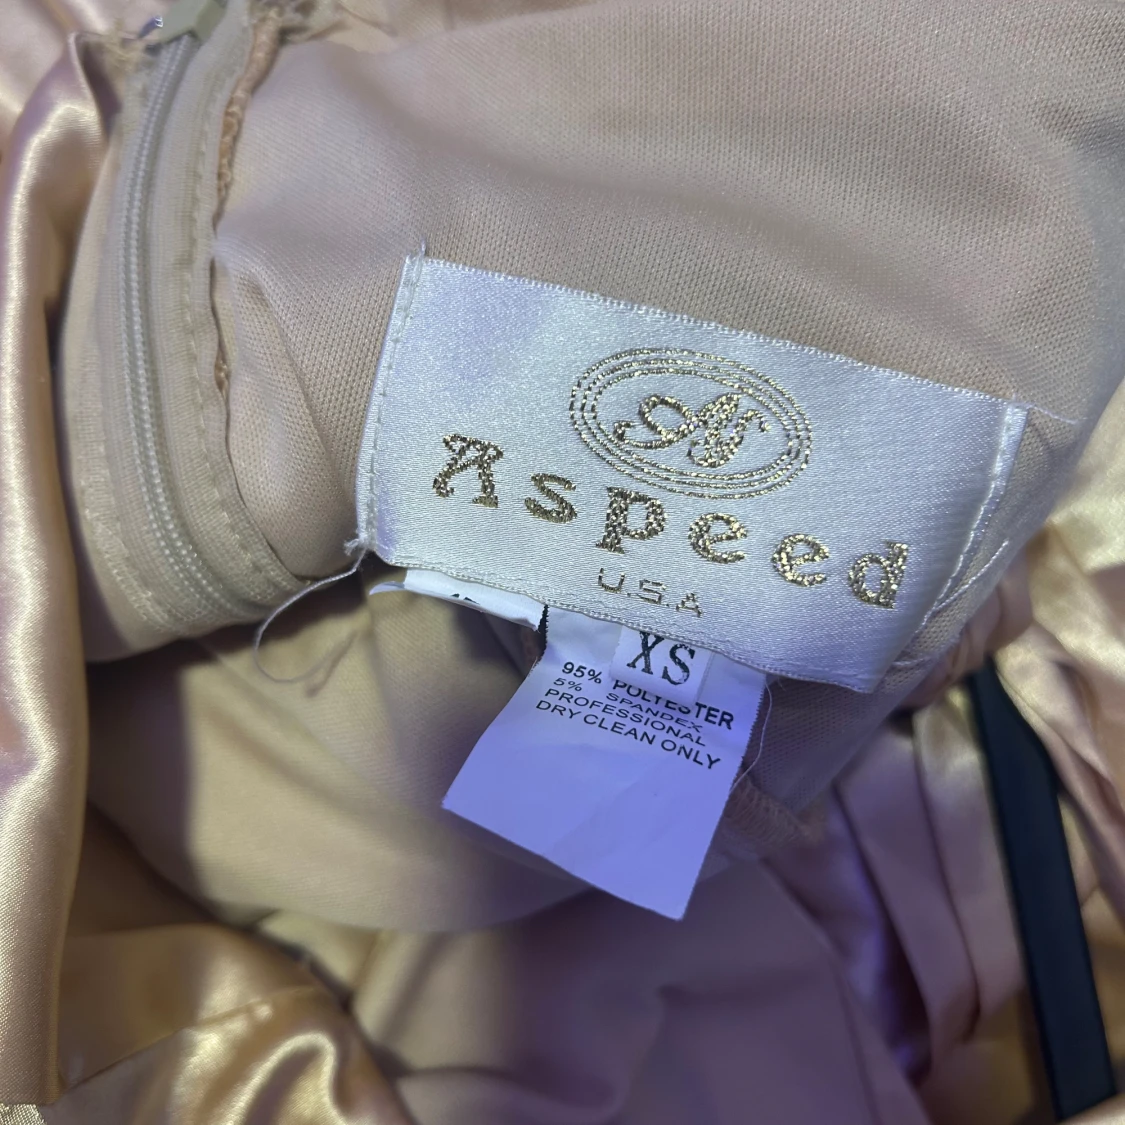 Aspeed
U.S.A
XS
95% POLYESTER
5% SPANDEX
PROFESSIONAL
DRY CLEAN ONLY